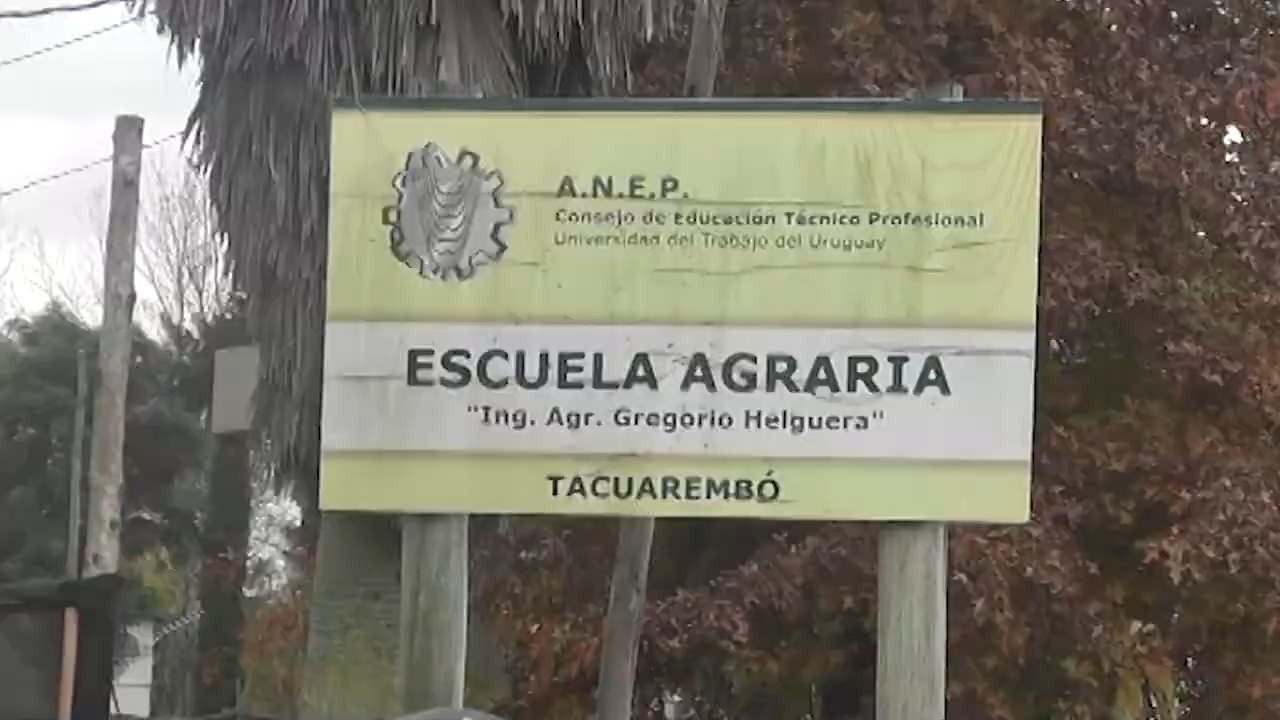 A.N.E.P.
Consejo de Educación Técnico Profesional
Universidad del Trabajo del Uruguay
ESCUELA AGRARIA
"Ing. Agr. Gregorio Helguera"
TACUAREMBÓ